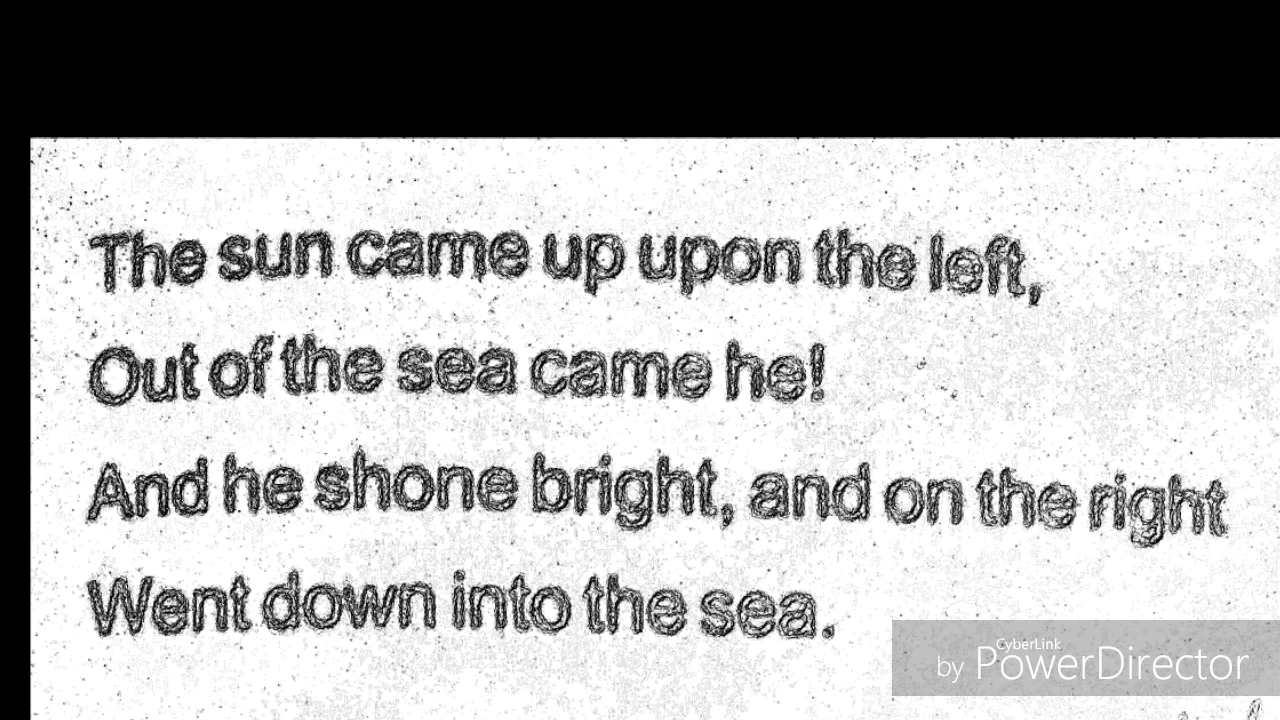 The sun came up upon the left,
Out of the sea came he!
And he shone bright, and on the right
Went down into the sea.
CyberLink
by PowerDirector